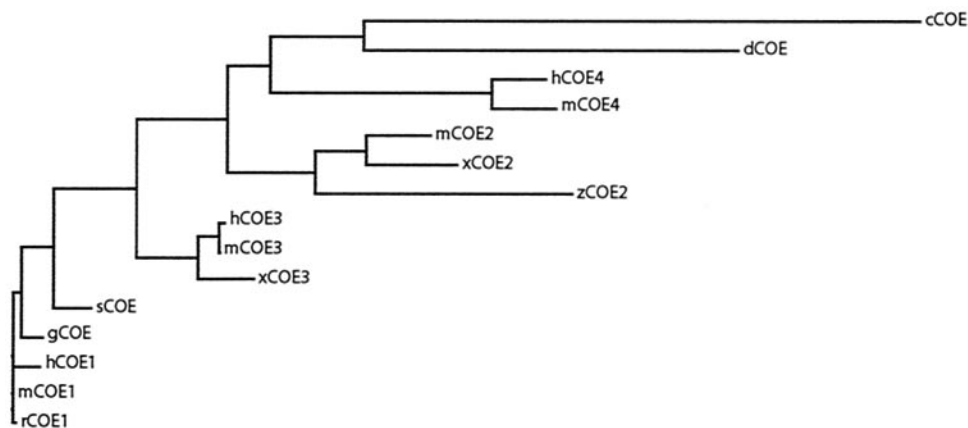 cCOE
dCOE
hCOE4
mCOE4
mCOE2
xCOE2
zCOE2
hCOE3
mCOE3
xCOE3
sCOE
gCOE
hCOE1
mCOE1
rCOE1